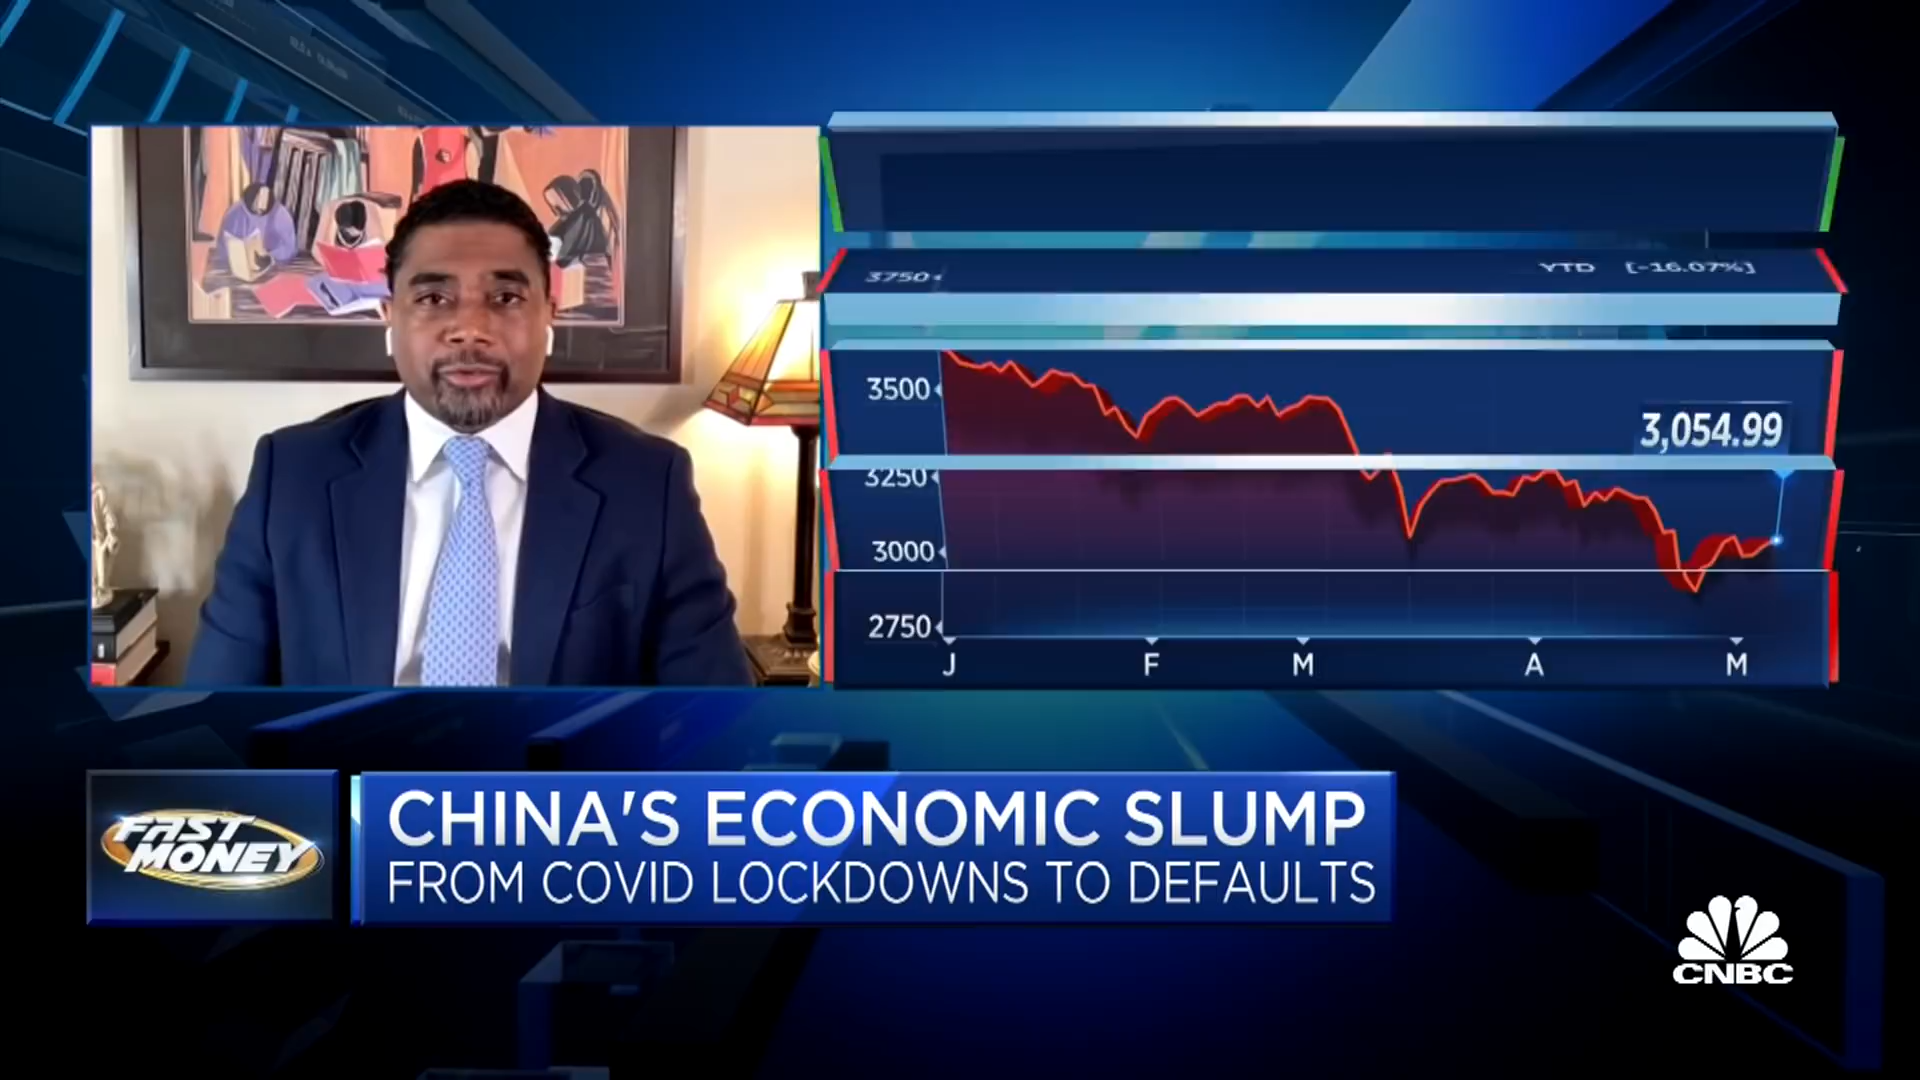 3750
YTD [-16.07%]
3500
3,054.99
3250
3000
2750
J F M A M
FAST
MONEY
CHINA'S ECONOMIC SLUMP
FROM COVID LOCKDOWNS TO DEFAULTS
CNBC